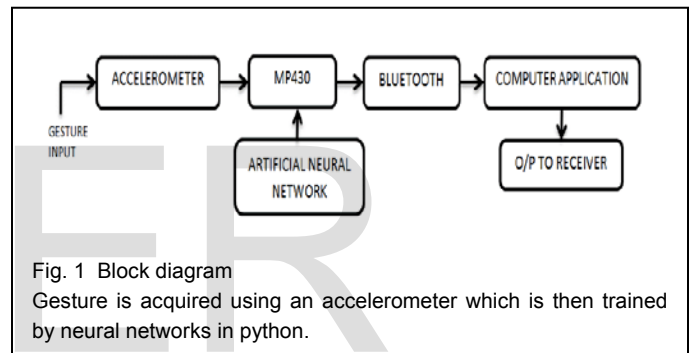 ACCELEROMETER
MP430
BLUETOOTH
COMPUTER APPLICATION
GESTURE
INPUT
ARTIFICIAL NEURAL
NETWORK
O/P TO RECEIVER
ER
Fig. 1 Block diagram
Gesture is acquired using an accelerometer which is then trained
by neural networks in python.